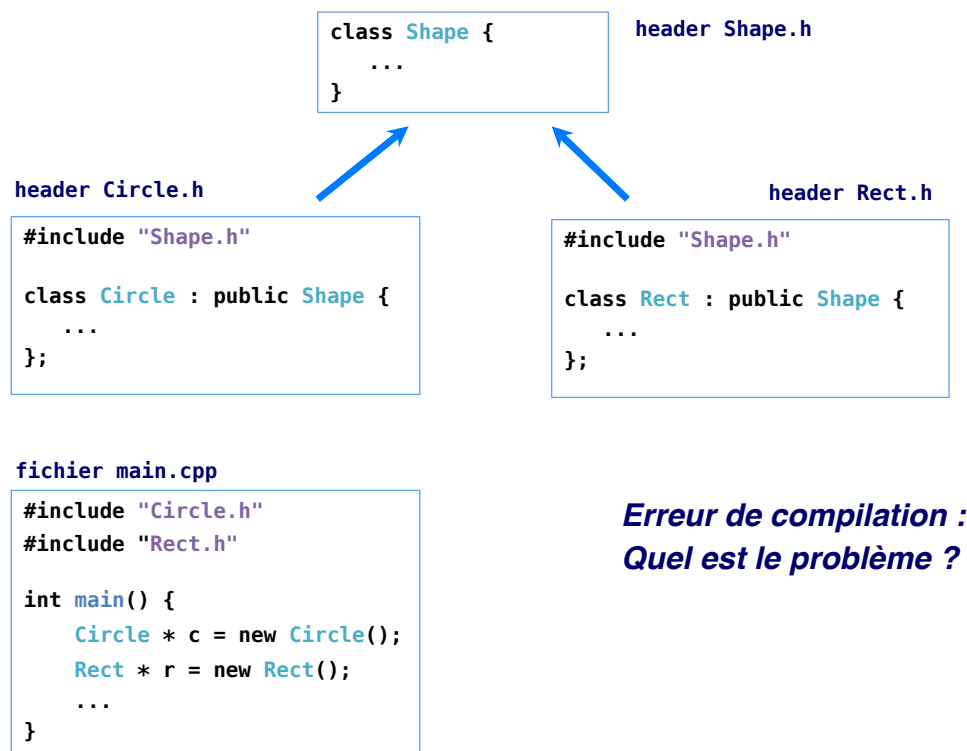 class Shape {
...
}
header Shape.h
header Circle.h
#include "Shape.h"
class Circle : public Shape {
...
};
header Rect.h
#include "Shape.h"
class Rect : public Shape {
...
};
fichier main.cpp
#include "Circle.h"
#include "Rect.h"
int main() {
Circle * c = new Circle();
Rect * r = new Rect();
...
}
Erreur de compilation :
Quel est le problème ?